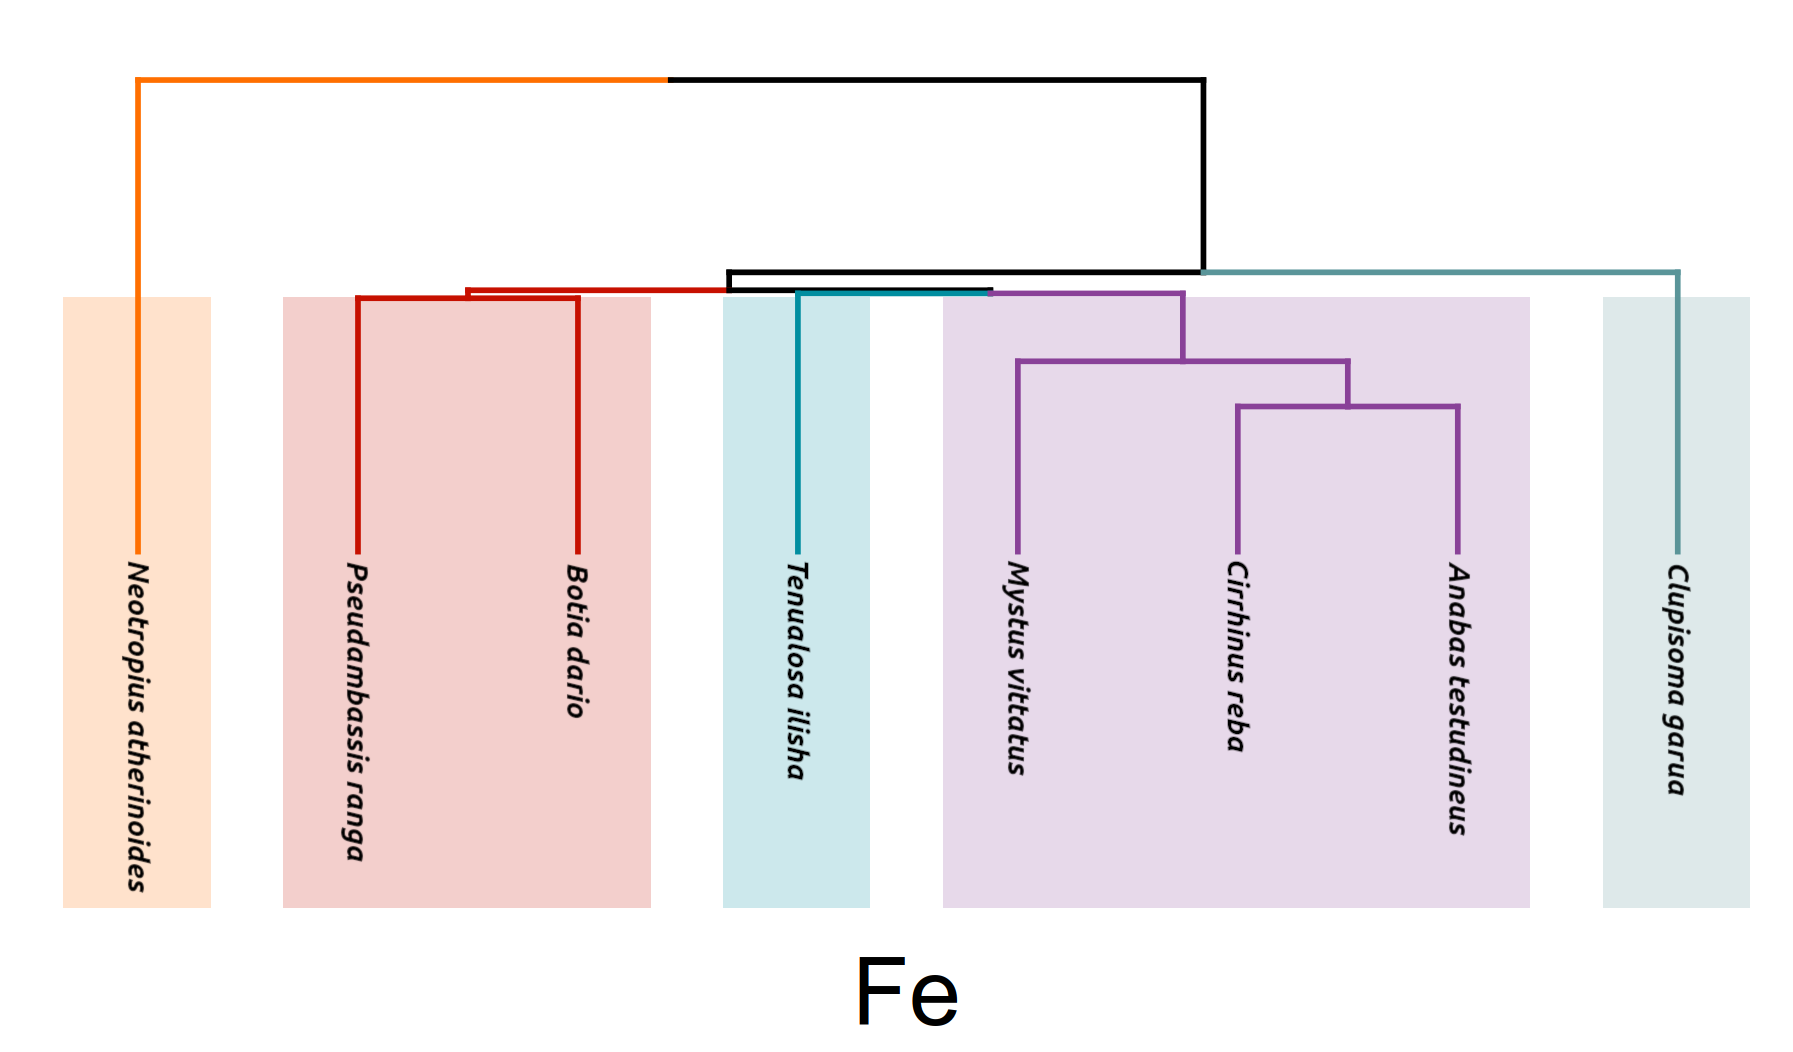 Neotropius atherinoides
Pseudambassis ranga
Botia dario
Tenualosa ilisha
Mystus vittatus
Cirrhinus reba
Anabas testudineus
Clupisoma garua
Fe